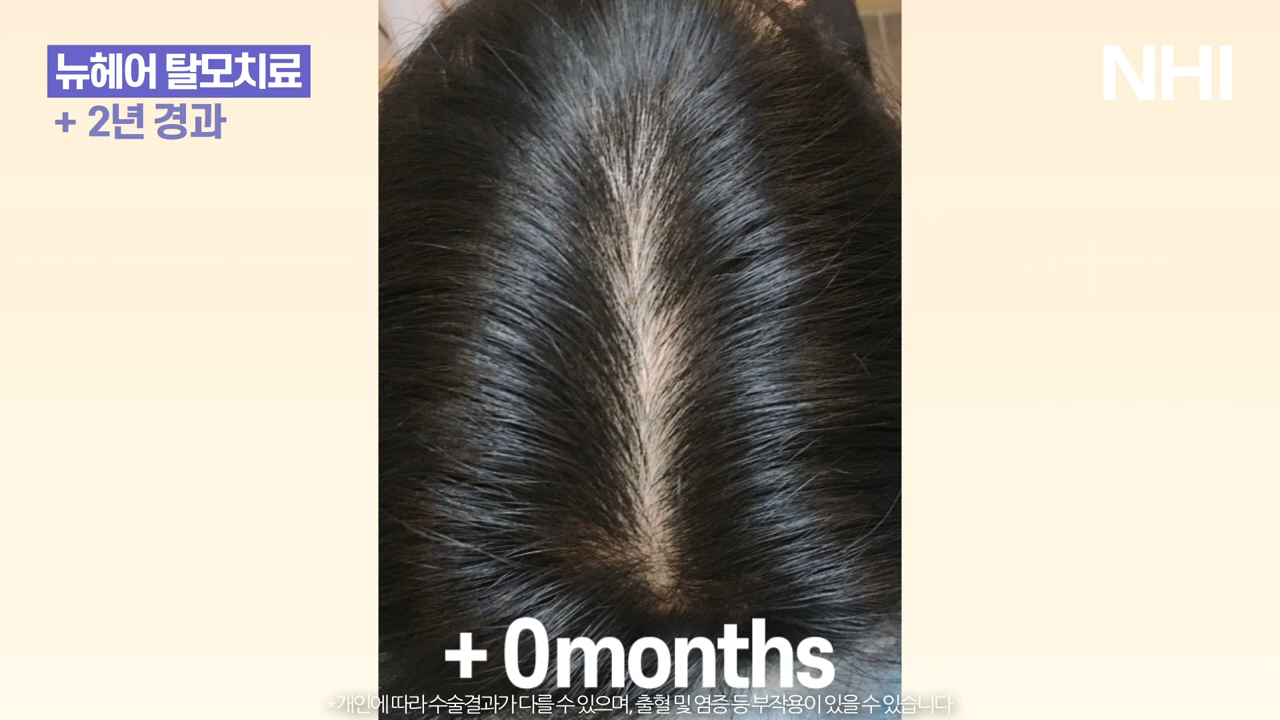 뉴헤어 탈모치료
+ 2년 경과
NHI
+ 0months
*개인에 따라 수술결과가 다를 수 있으며, 출혈 및 염증 등 부작용이 있을 수 있습니다